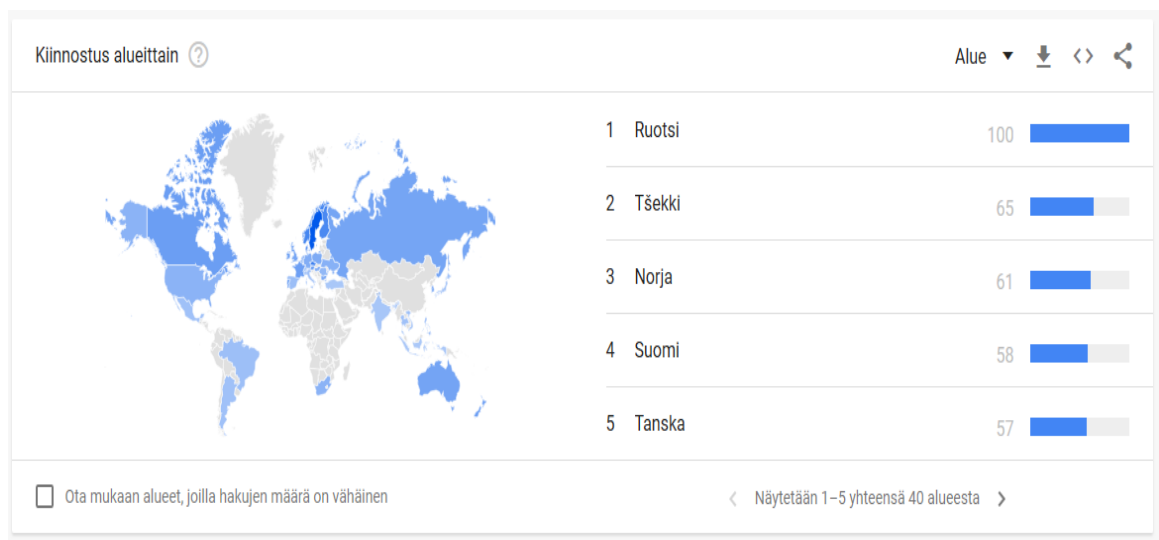 Kiinnostus alueittain ?
Alue
1 Ruotsi 100
2 Tšekki 65
3 Norja 61
4 Suomi 58
5 Tanska 57
Ota mukaan alueet, joilla hakujen määrä on vähäinen
Näytetään 1–5 yhteensä 40 alueesta